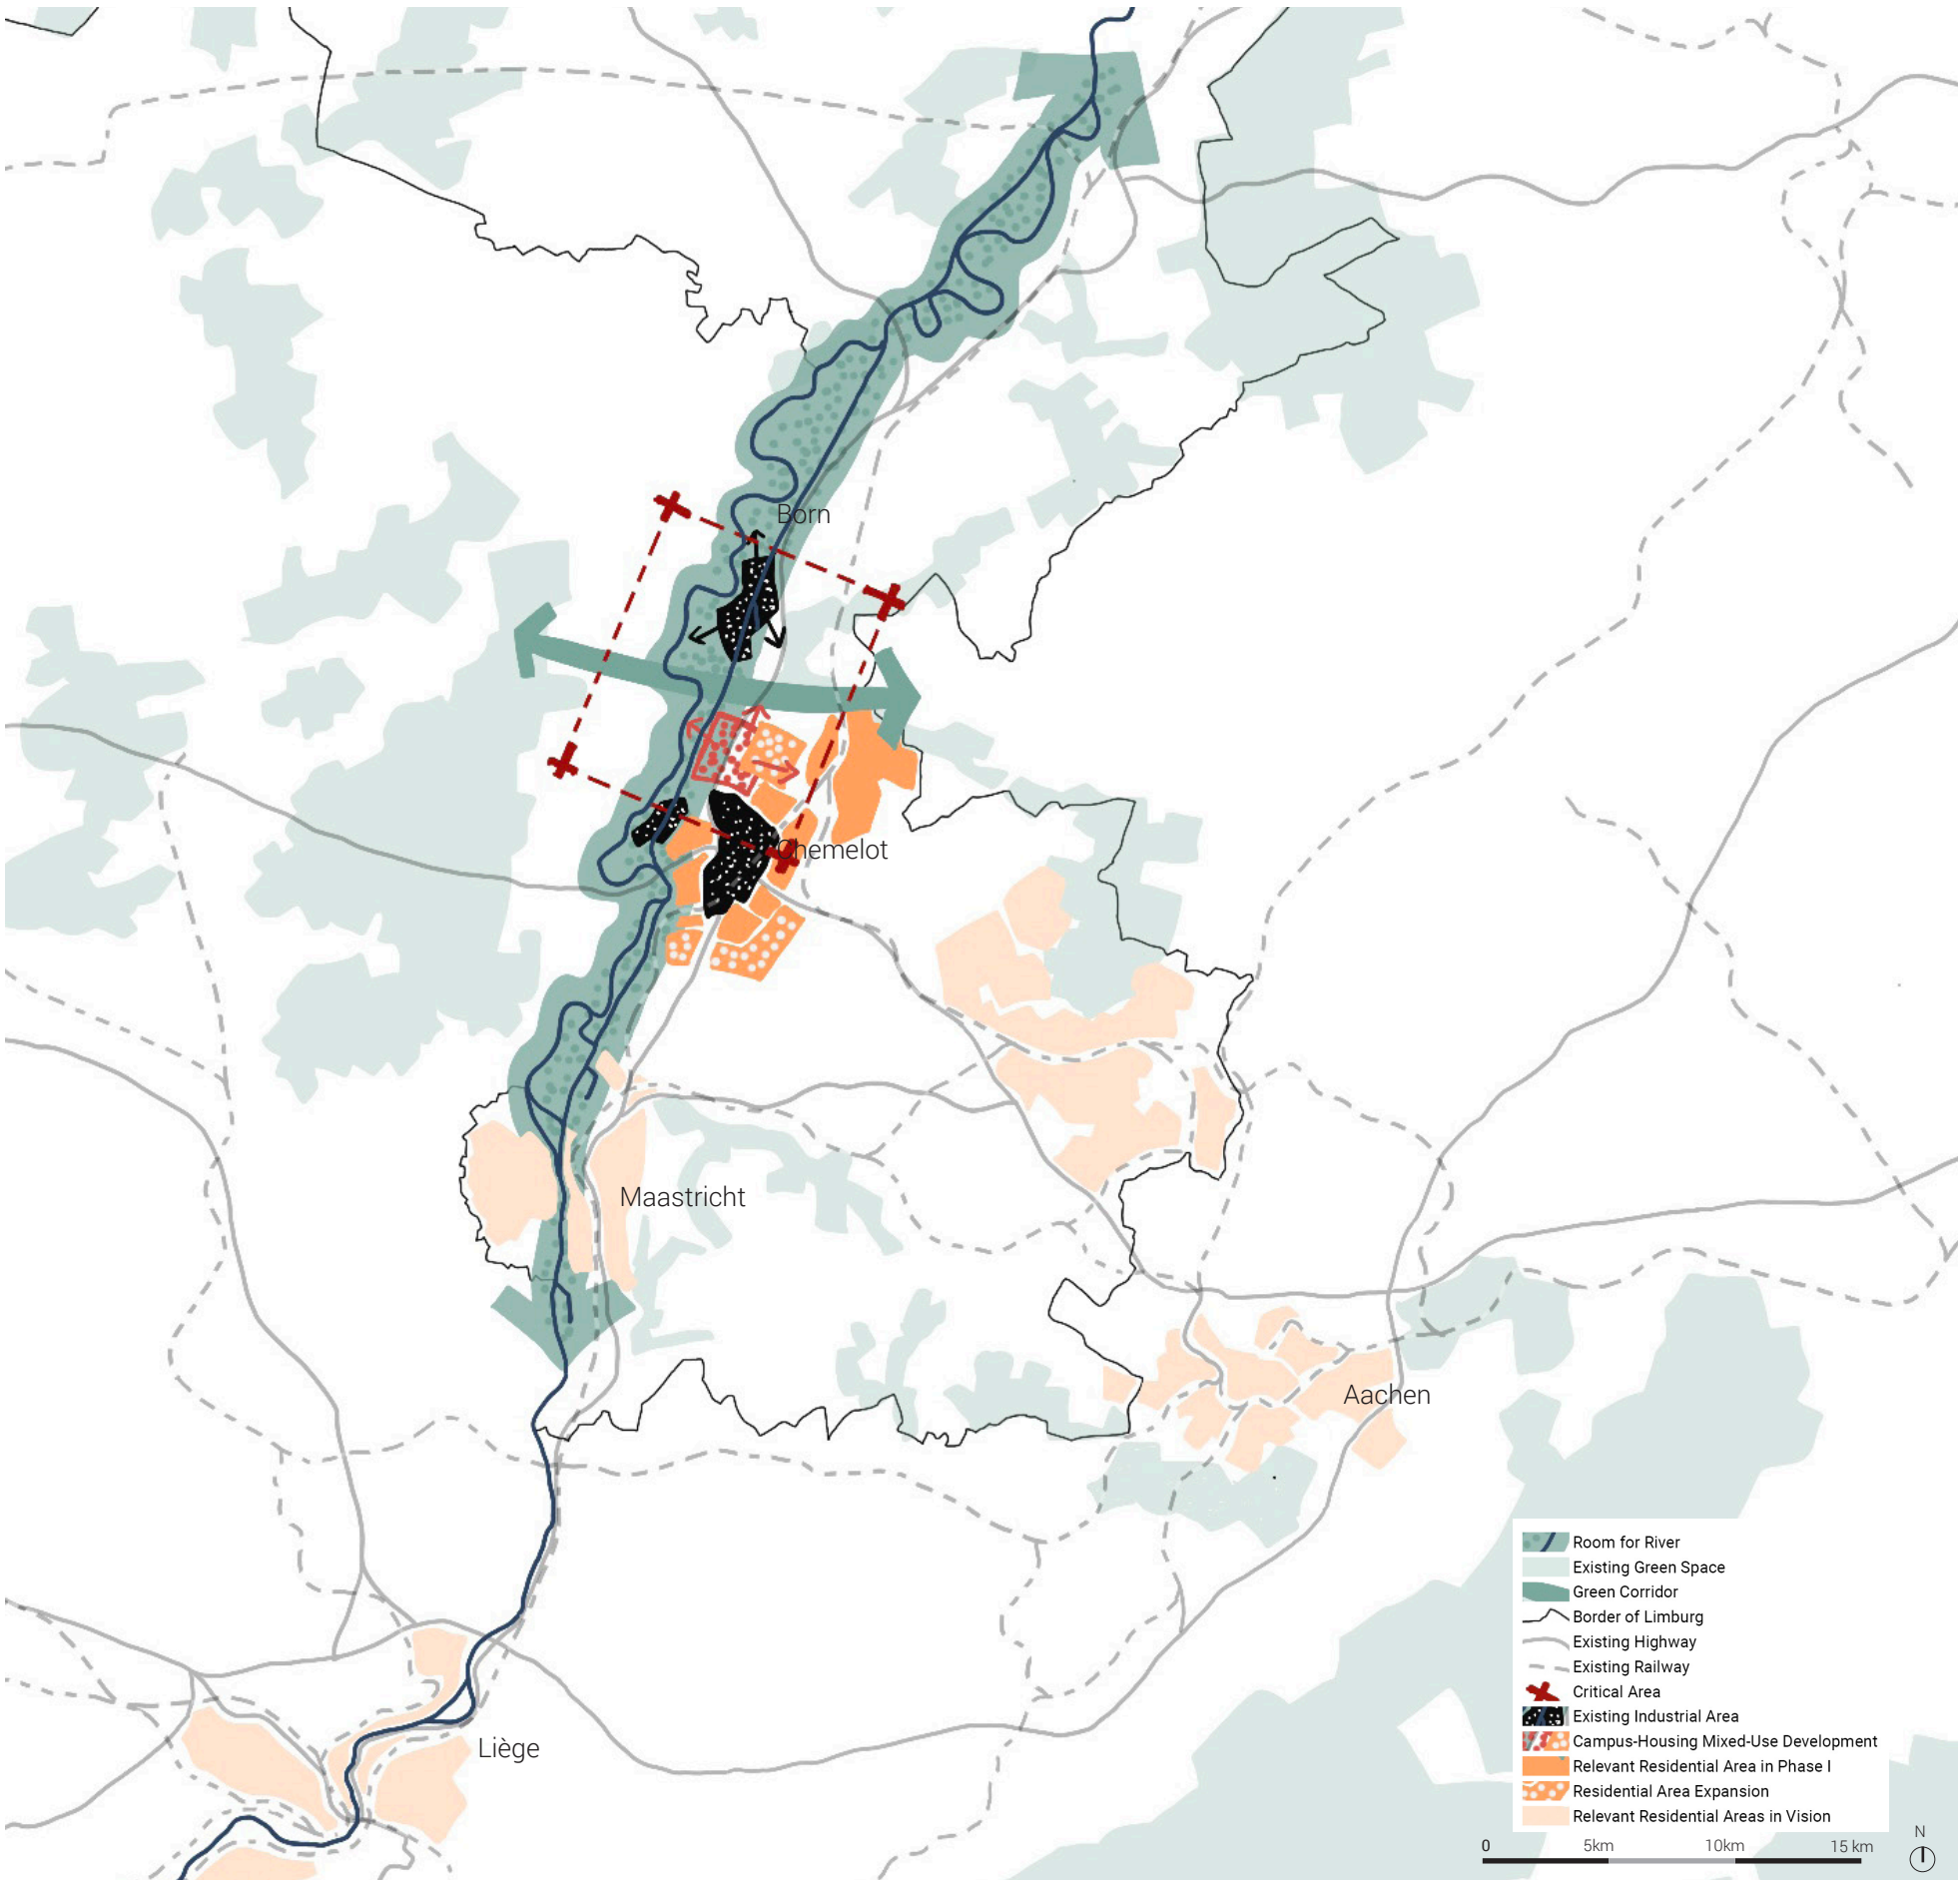 Born
Chemelot
Maastricht
Aachen
Liège
Room for River
Existing Green Space
Green Corridor
Border of Limburg
Existing Highway
Existing Railway
Critical Area
Existing Industrial Area
Campus-Housing Mixed-Use Development
Relevant Residential Area in Phase I
Residential Area Expansion
Relevant Residential Areas in Vision
0 5km 10km 15 km
N